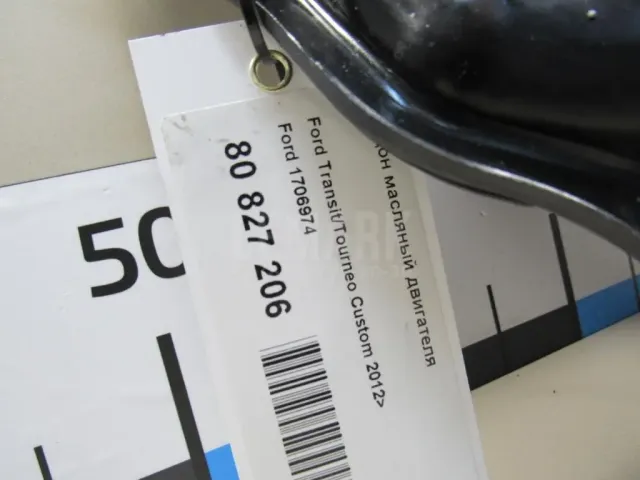 масляный двигателя
Ford Transit/Tourneo Custom 2012>
Ford 1706974
80 827 206
50